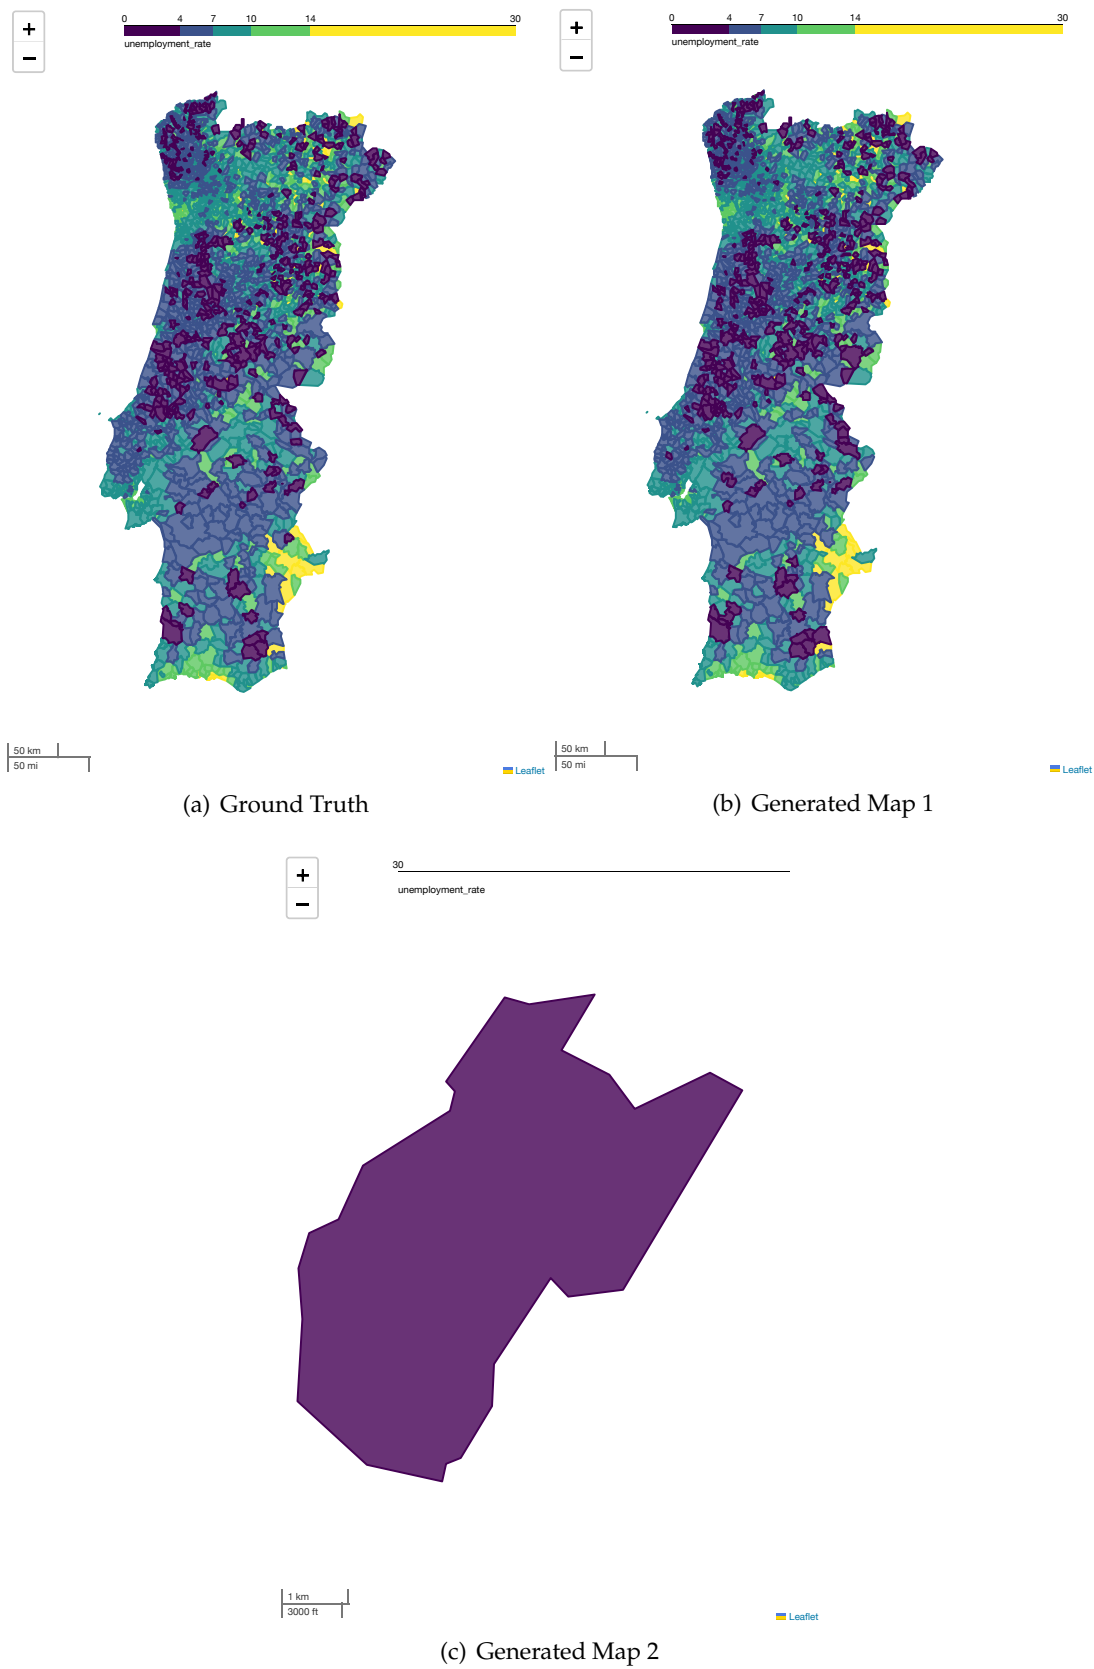 +
−
0 4 7 10 14 30
unemployment_rate
50 km
50 mi
Leaflet
(a) Ground Truth
+
−
0 4 7 10 14 30
unemployment_rate
50 km
50 mi
Leaflet
(b) Generated Map 1
+
−
30
unemployment_rate
1 km
3000 ft
Leaflet
(c) Generated Map 2